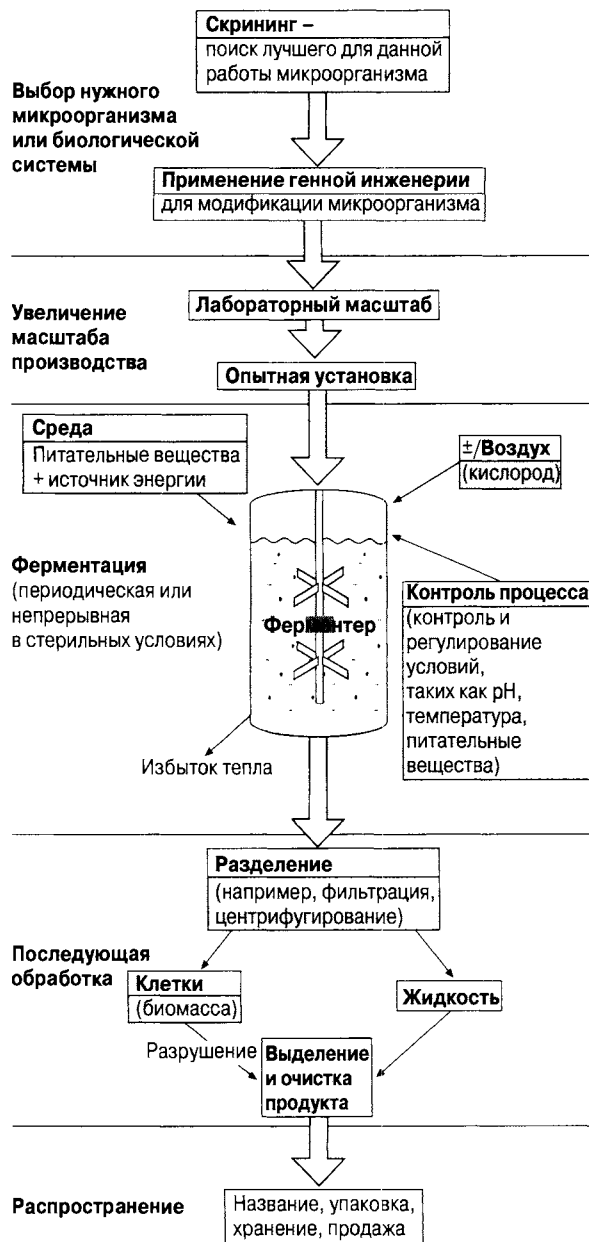 Скрининг –
поиск лучшего для данной
работы микроорганизма
Выбор нужного
микроорганизма
или биологической
системы
Применение генной инженерии
для модификации микроорганизма
Увеличение
масштаба
производства
Лабораторный масштаб
Опытная установка
Среда
Питательные вещества
+ источник энергии
±/Воздух
(кислород)
Ферментация
(периодическая или
непрерывная
в стерильных условиях)
Ферментер
Контроль процесса
(контроль и
регулирование
условий,
таких как pH,
температура,
питательные
вещества)
Избыток тепла
Разделение
(например, фильтрация,
центрифугирование)
Последующая
обработка
Клетки
(биомасса)
Жидкость
Разрушение
Выделение
и очистка
продукта
Распространение
Название, упаковка,
хранение, продажа